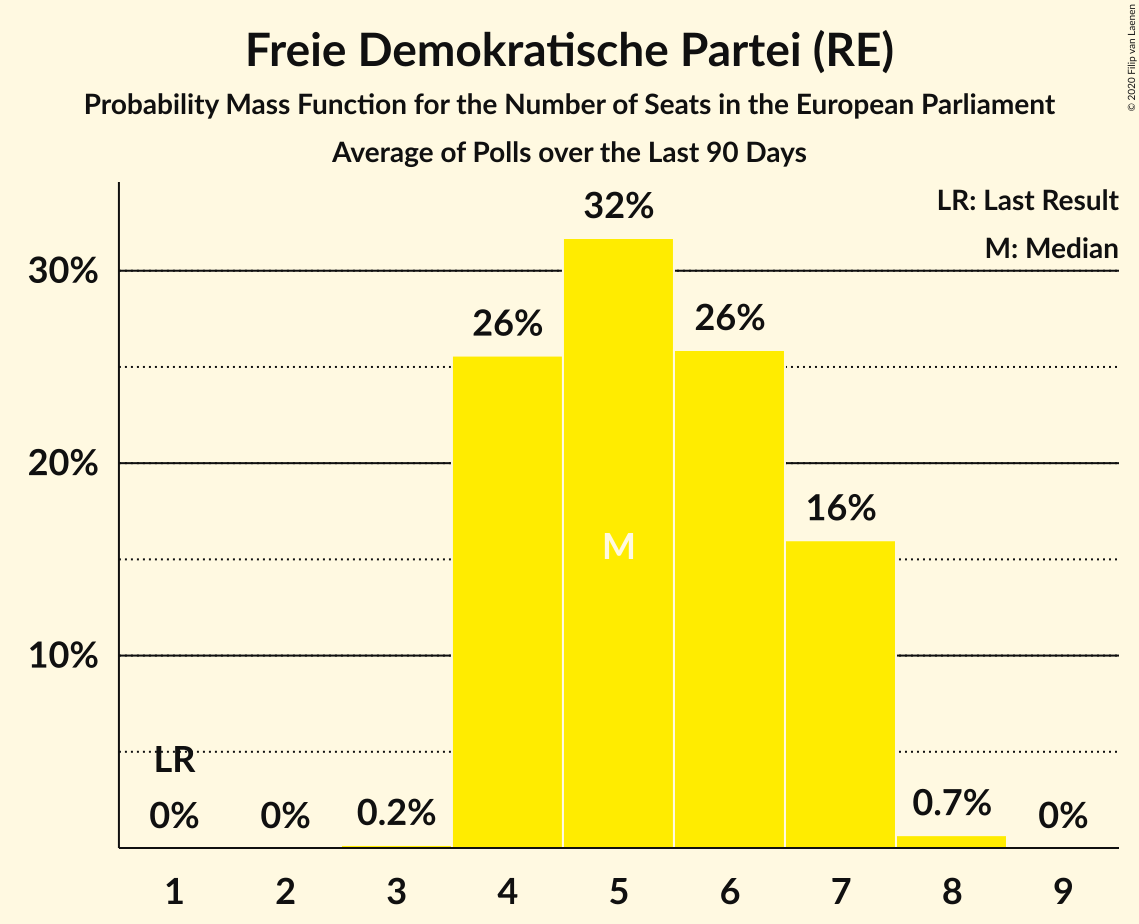 Freie Demokratische Partei (RE)
Probability Mass Function for the Number of Seats in the European Parliament
Average of Polls over the Last 90 Days
© 2020 Filip van Laenen
LR: Last Result
M: Median
32%
30%
26%
26%
20%
16%
M
10%
LR
0%
0%
0.2%
0.7%
0%
1 2 3 4 5 6 7 8 9